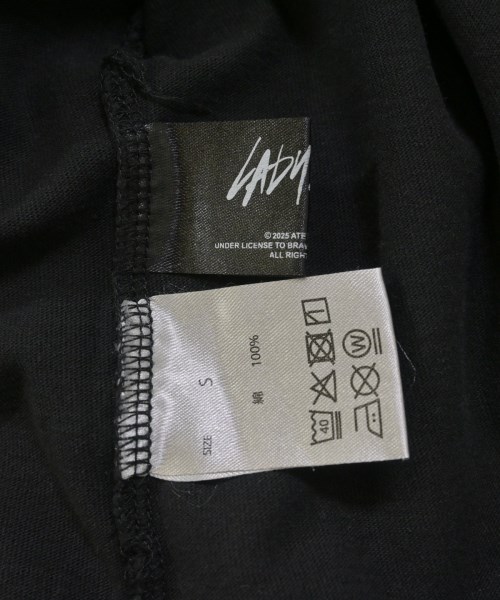 LADY
© 2025 ATE
UNDER LICENSE TO BRAV
ALL RIGH
SIZE S
綿 100%
40
W